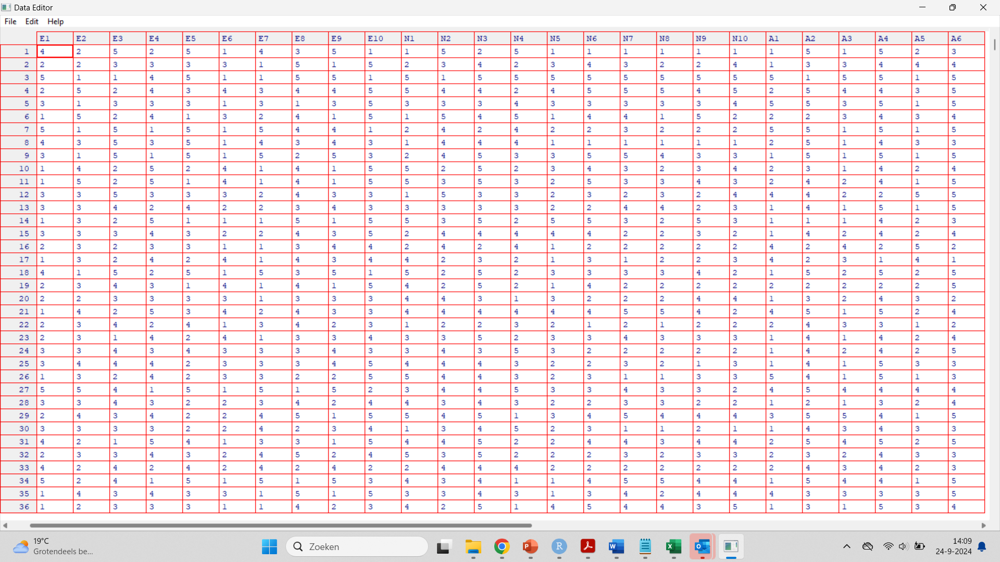 Data Editor
File Edit Help
E1 E2 E3 E4 E5 E6 E7 E8 E9 E10 N1 N2 N3 N4 N5 N6 N7 N8 N9 N10 A1 A2 A3 A4 A5 A6
1 4 2 5 2 5 1 4 3 5 1 1 5 2 5 1 1 1 1 1 1 1 5 1 5 2 3
2 2 2 3 3 3 3 1 5 1 5 2 3 4 2 3 4 3 2 2 4 1 3 3 4 4 4
3 5 1 1 4 5 1 1 5 5 1 5 1 5 5 5 5 5 5 5 5 5 1 5 5 1 5
4 2 5 2 4 3 4 3 4 4 5 5 4 4 2 4 5 5 5 4 5 2 5 4 4 3 5
5 3 1 3 3 3 1 3 1 3 5 3 3 3 4 3 3 3 3 3 4 5 5 3 5 1 5
6 1 5 2 4 1 3 2 4 1 5 1 5 4 5 1 4 4 1 5 2 2 2 3 4 3 4
7 5 1 5 1 5 1 5 4 4 1 2 4 2 4 2 2 3 2 2 2 5 5 1 5 1 5
8 4 3 5 3 5 1 4 3 4 3 1 4 4 4 1 1 1 1 1 1 2 5 1 4 3 3
9 3 1 5 1 5 1 5 2 5 3 2 4 5 3 3 5 5 4 3 3 1 5 1 5 1 5
10 1 4 2 5 2 4 1 4 1 5 5 2 5 2 3 4 3 2 3 4 2 3 1 4 2 4
11 1 5 2 5 1 4 1 4 1 5 5 3 5 3 2 5 3 3 4 3 2 4 2 4 1 5
12 3 3 5 3 3 3 2 4 3 3 1 5 3 3 2 3 2 3 2 4 4 4 2 2 5 5
13 3 3 4 2 4 2 2 3 4 3 3 3 3 3 2 2 4 4 2 3 1 4 1 5 1 5
14 1 3 2 5 1 1 1 5 1 5 5 3 5 2 5 5 3 2 5 3 1 1 1 4 2 3
15 3 3 3 4 3 2 2 4 3 5 2 4 4 4 4 4 2 2 3 2 1 4 2 4 2 4
16 2 3 2 3 3 1 1 3 4 4 2 4 2 4 1 2 2 2 2 2 4 2 4 2 5 2
17 1 3 2 4 2 4 1 4 3 4 4 2 3 2 1 3 1 2 2 3 4 2 3 1 4 1
18 4 1 5 2 5 1 5 3 5 1 5 2 5 2 3 3 3 3 4 2 1 5 2 5 2 5
19 2 3 4 3 1 4 1 4 1 5 4 2 5 2 1 4 2 2 2 2 2 2 2 2 2 5
20 2 2 3 3 3 3 1 3 3 3 4 4 3 1 3 2 2 2 4 4 1 3 2 4 3 2
21 1 4 2 5 3 4 2 4 3 3 4 4 4 4 4 4 5 5 4 2 4 5 1 5 2 4
22 2 3 4 2 4 1 3 4 2 3 1 2 2 3 2 1 2 1 2 2 2 4 3 3 1 2
23 2 3 1 4 2 4 1 3 3 4 3 3 5 2 3 3 4 3 3 3 1 4 1 4 2 4
24 3 3 4 3 4 3 3 3 4 3 3 4 3 5 3 2 2 2 2 2 1 4 2 4 2 5
25 3 4 4 4 2 3 3 3 4 5 4 4 4 3 2 2 3 2 1 3 1 4 1 5 3 3
26 1 3 2 4 2 3 3 2 2 5 5 4 4 3 2 3 1 1 3 3 5 4 1 5 1 3
27 5 5 4 1 5 1 5 1 5 2 3 4 4 5 3 3 4 3 3 2 4 5 4 4 4 4
28 3 3 4 3 2 2 3 4 2 4 4 3 4 3 2 2 3 3 2 2 1 2 1 3 2 4
29 2 4 3 4 2 2 4 5 1 5 5 4 5 1 3 4 5 4 4 4 3 5 5 4 1 5
30 3 3 3 3 2 2 4 2 3 4 1 3 4 5 2 3 1 1 2 1 1 4 3 4 3 3
31 4 2 1 5 4 1 3 3 1 5 4 4 5 2 2 4 4 3 4 4 2 5 4 5 2 5
32 2 3 3 4 3 2 4 5 2 4 5 3 5 2 2 2 3 2 3 3 2 3 2 4 3 3
33 4 2 4 2 4 2 4 2 4 2 2 4 4 4 2 2 2 2 2 2 2 4 3 4 2 3
34 5 2 4 1 5 1 5 1 5 3 4 3 4 1 1 4 5 5 4 4 1 5 4 4 1 5
35 1 4 3 4 3 3 1 5 1 5 3 3 4 3 1 3 4 2 4 4 4 3 3 3 3 5
36 1 2 3 3 3 1 1 4 2 3 4 2 5 1 4 5 4 4 3 5 1 3 1 5 3 4
19°C
Grotendeels be...
Zoeken
14:09
24-9-2024